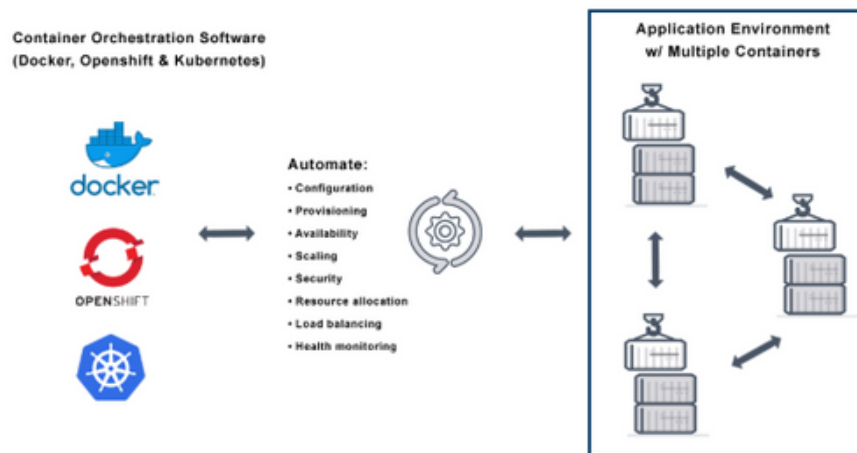 Container Orchestration Software
(Docker, Openshift & Kubernetes)
docker
OPENSHIFT
Automate:
• Configuration
• Provisioning
• Availability
• Scaling
• Security
• Resource allocation
• Load balancing
• Health monitoring
Application Environment
w/ Multiple Containers